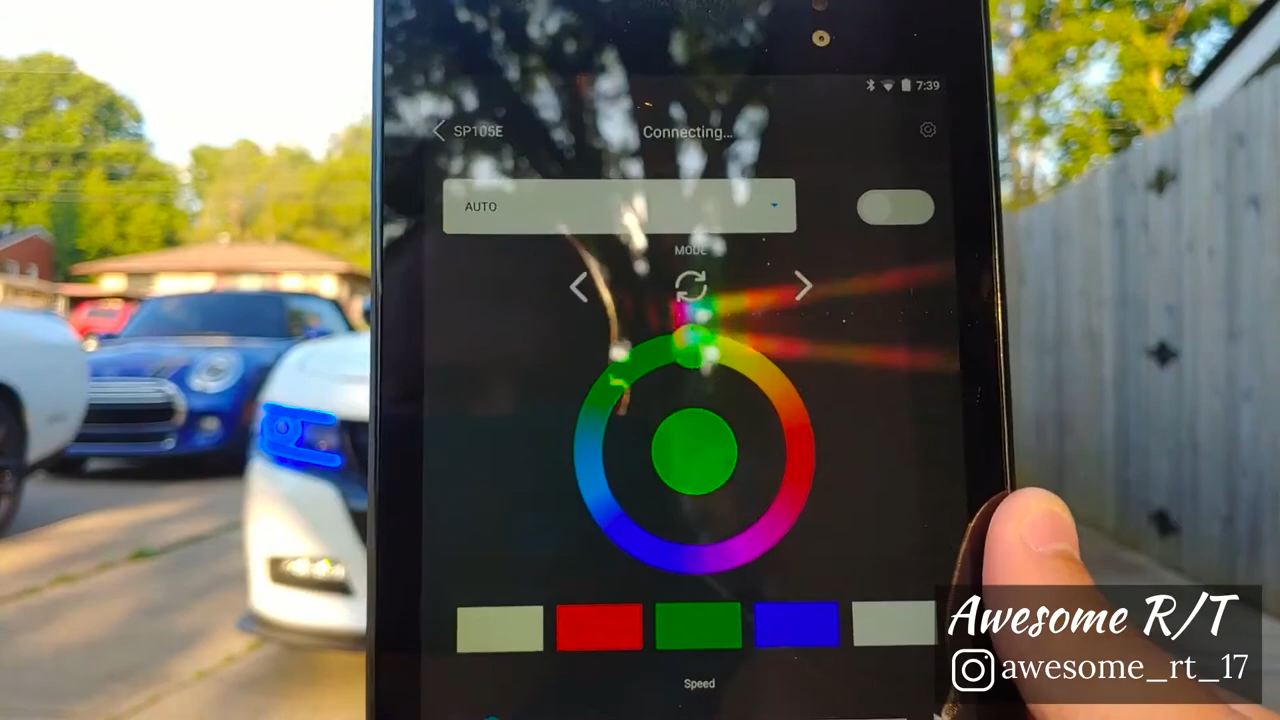 7:39
SP105E
Connecting...
AUTO
MODE
Speed
Awesome R/T
awesome_rt_17